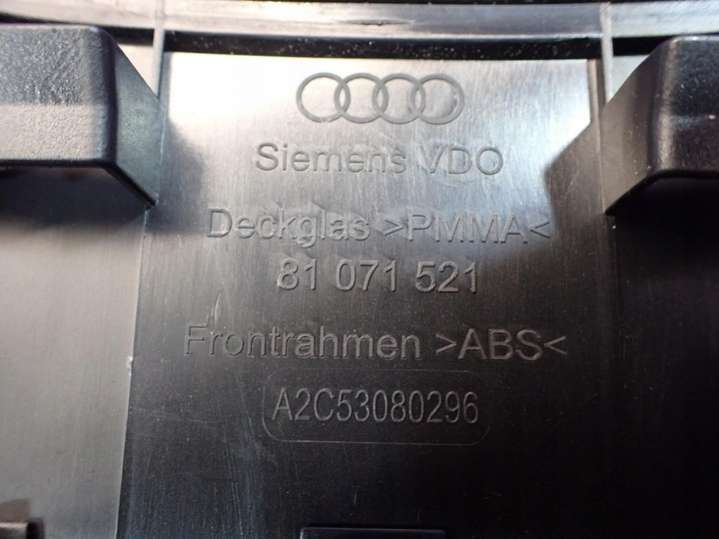 Siemens VDO
Deckglas >PMMA<
81 071 521
Frontrahmen >ABS<
A2C53080296